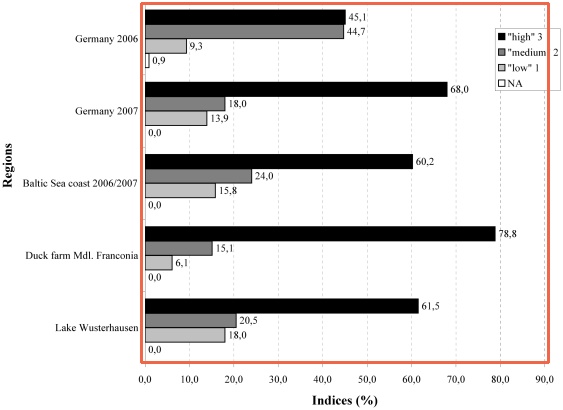 Germany 2006
45,1
44,7
9,3
0,9
"high" 3
"medium" 2
"low" 1
NA
Germany 2007
68,0
18,0
13,9
0,0
Regions
Baltic Sea coast 2006/2007
60,2
24,0
15,8
0,0
Duck farm Mdl. Franconia
78,8
15,1
6,1
0,0
Lake Wusterhausen
61,5
20,5
18,0
0,0
0,0 10,0 20,0 30,0 40,0 50,0 60,0 70,0 80,0 90,0
Indices (%)